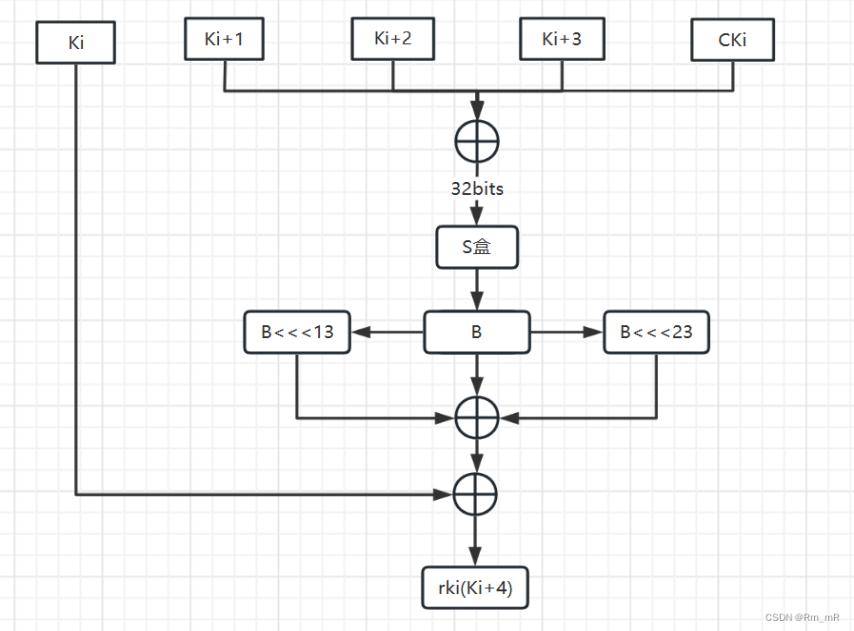 Ki
Ki+1
Ki+2
Ki+3
CKi
32bits
S盒
B<<<13
B
B<<<23
rki(Ki+4)
CSDN @Rm_mR